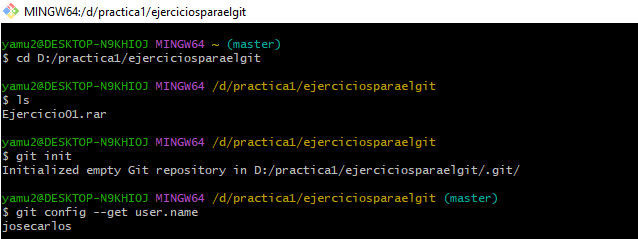 MINGW64:/d/practica1/ejerciciosparaelgit
yamu2@DESKTOP-N9KHIOJ MINGW64 ~ (master)
$ cd D:/practica1/ejerciciosparaelgit
yamu2@DESKTOP-N9KHIOJ MINGW64 /d/practica1/ejerciciosparaelgit
$ ls
Ejercicio01.rar
yamu2@DESKTOP-N9KHIOJ MINGW64 /d/practica1/ejerciciosparaelgit
$ git init
Initialized empty Git repository in D:/practica1/ejerciciosparaelgit/.git/
yamu2@DESKTOP-N9KHIOJ MINGW64 /d/practica1/ejerciciosparaelgit (master)
$ git config --get user.name
josecarlos